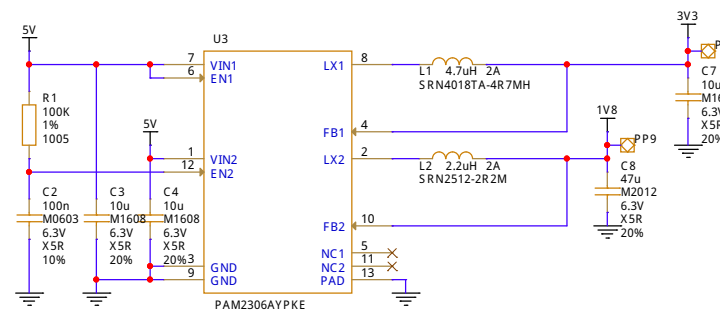 U3
5V
3V3
7 VIN1
6 EN1
LX1 8
L1 4.7uH 2A
SRN4018TA-4R7MH
P
C7
10u
M16
6.3V
X5R
20%
R1
100K
1%
1005
5V
FB1 4
1V8
PP9
1 VIN2
12 EN2
LX2 2
L2 2.2uH 2A
SRN2512-2R2M
C8
47u
M2012
6.3V
X5R
20%
C2
100n
M0603
6.3V
X5R
10%
C3
10u
M1608
6.3V
X5R
20%
C4
10u
M1608
6.3V
X5R
20%
FB2 10
3 GND
9 GND
NC1 5
NC2 11
PAD 13
PAM2306AYPKE